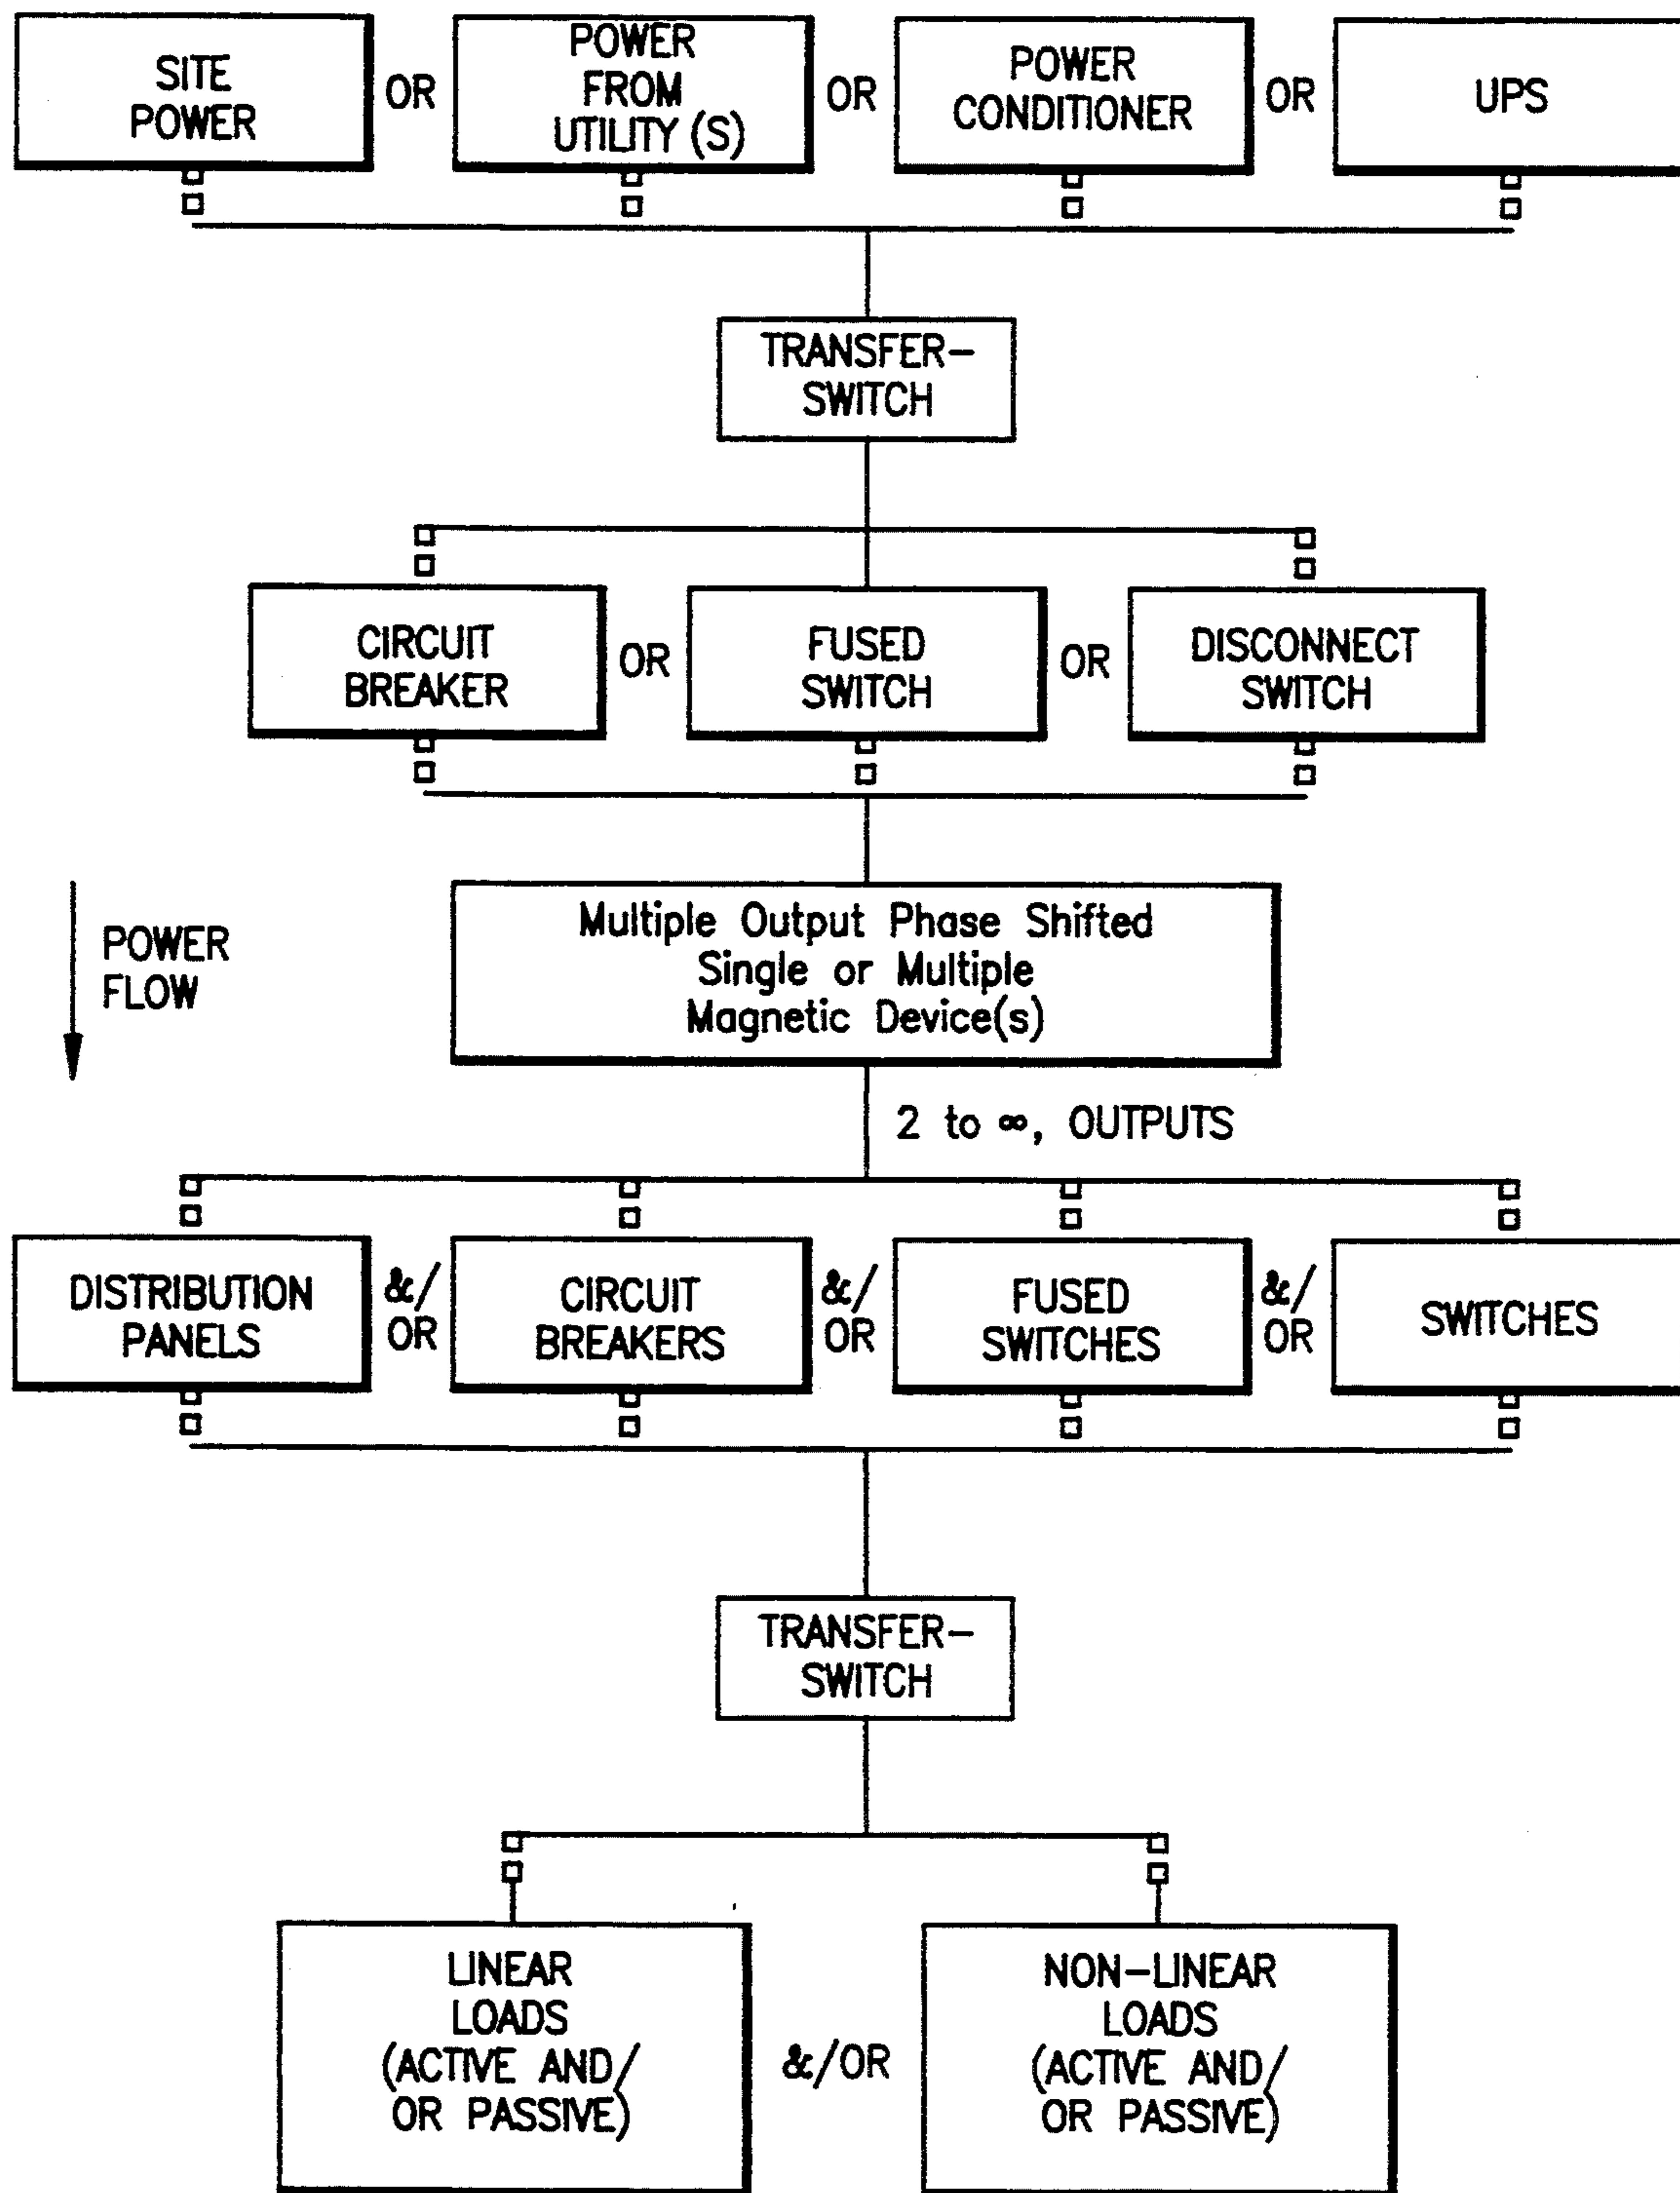 SITE
POWER
OR
POWER
FROM
UTILITY (S)
OR
POWER
CONDITIONER
OR
UPS
TRANSFER-
SWITCH
CIRCUIT
BREAKER
OR
FUSED
SWITCH
OR
DISCONNECT
SWITCH
POWER
FLOW
Multiple Output Phase Shifted
Single or Multiple
Magnetic Device(s)
2 to ∞, OUTPUTS
DISTRIBUTION
PANELS
&/
OR
CIRCUIT
BREAKERS
&/
OR
FUSED
SWITCHES
&/
OR
SWITCHES
TRANSFER-
SWITCH
LINEAR
LOADS
(ACTIVE AND/
OR PASSIVE)
&/OR
NON-LINEAR
LOADS
(ACTIVE AND/
OR PASSIVE)